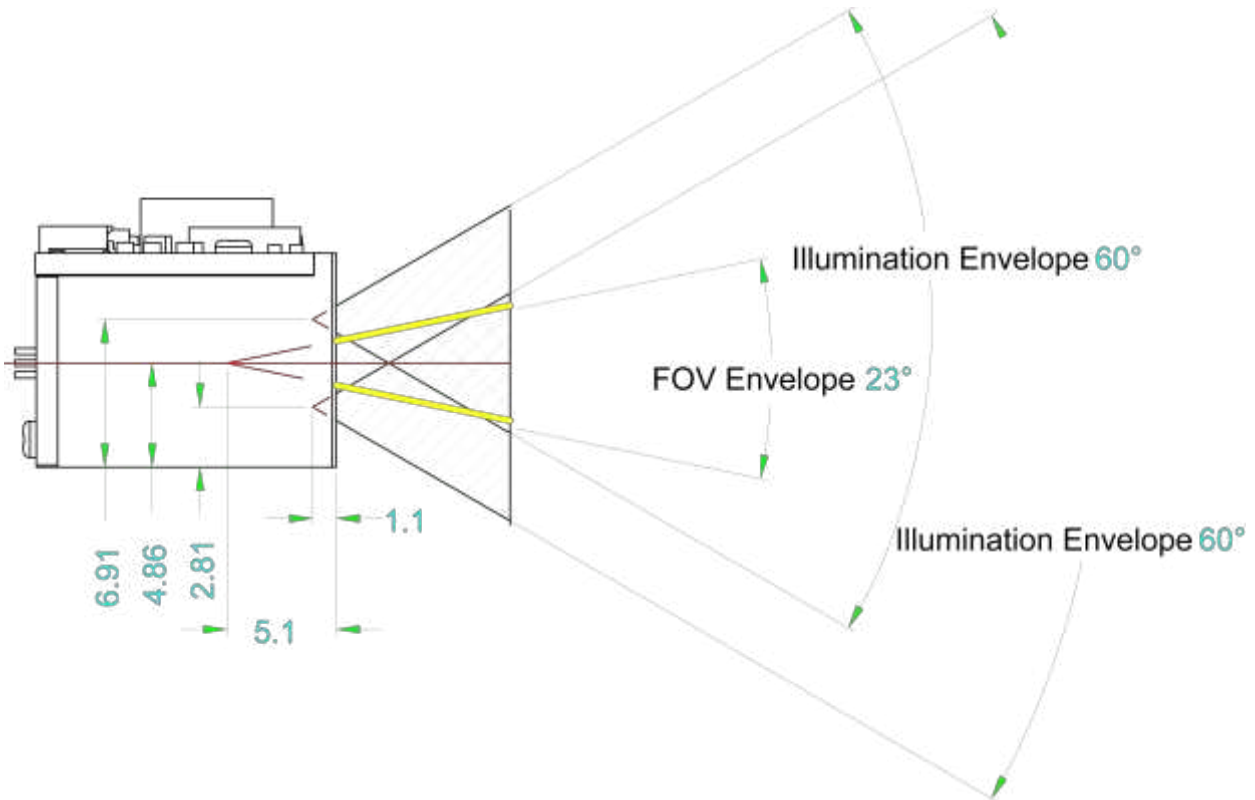 Illumination Envelope 60°
FOV Envelope 23°
1.1
Illumination Envelope 60°
6.91
4.86
2.81
5.1